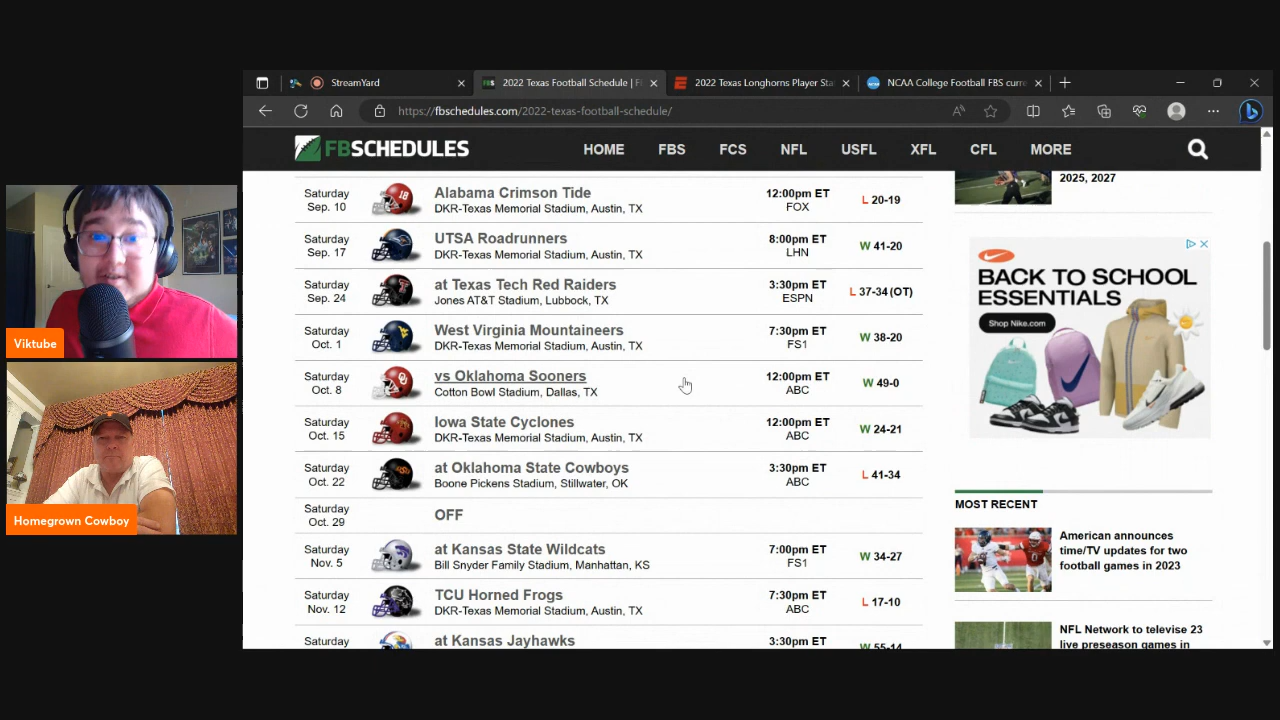 StreamYard
2022 Texas Football Schedule | F
2022 Texas Longhorns Player Sta
NCAA College Football FBS curre
https://fbschedules.com/2022-texas-football-schedule/
FBSCHEDULES
HOME FBS FCS NFL USFL XFL CFL MORE
Saturday Sep. 10
Alabama Crimson Tide
DKR-Texas Memorial Stadium, Austin, TX
12:00pm ET
FOX
L 20-19
Saturday Sep. 17
UTSA Roadrunners
DKR-Texas Memorial Stadium, Austin, TX
8:00pm ET
LHN
W 41-20
Saturday Sep. 24
at Texas Tech Red Raiders
Jones AT&T Stadium, Lubbock, TX
3:30pm ET
ESPN
L 37-34 (OT)
Saturday Oct. 1
West Virginia Mountaineers
DKR-Texas Memorial Stadium, Austin, TX
7:30pm ET
FS1
W 38-20
Saturday Oct. 8
vs Oklahoma Sooners
Cotton Bowl Stadium, Dallas, TX
12:00pm ET
ABC
W 49-0
Saturday Oct. 15
Iowa State Cyclones
DKR-Texas Memorial Stadium, Austin, TX
12:00pm ET
ABC
W 24-21
Saturday Oct. 22
at Oklahoma State Cowboys
Boone Pickens Stadium, Stillwater, OK
3:30pm ET
ABC
L 41-34
Saturday Oct. 29
OFF
Saturday Nov. 5
at Kansas State Wildcats
Bill Snyder Family Stadium, Manhattan, KS
7:00pm ET
FS1
W 34-27
Saturday Nov. 12
TCU Horned Frogs
DKR-Texas Memorial Stadium, Austin, TX
7:30pm ET
ABC
L 17-10
Saturday
at Kansas Jayhawks
3:30pm ET
W 55-14
2025, 2027
BACK TO SCHOOL
ESSENTIALS
Shop Nike.com
MOST RECENT
American announces
time/TV updates for two
football games in 2023
NFL Network to televise 23
live preseason games in
Viktube
Homegrown Cowboy